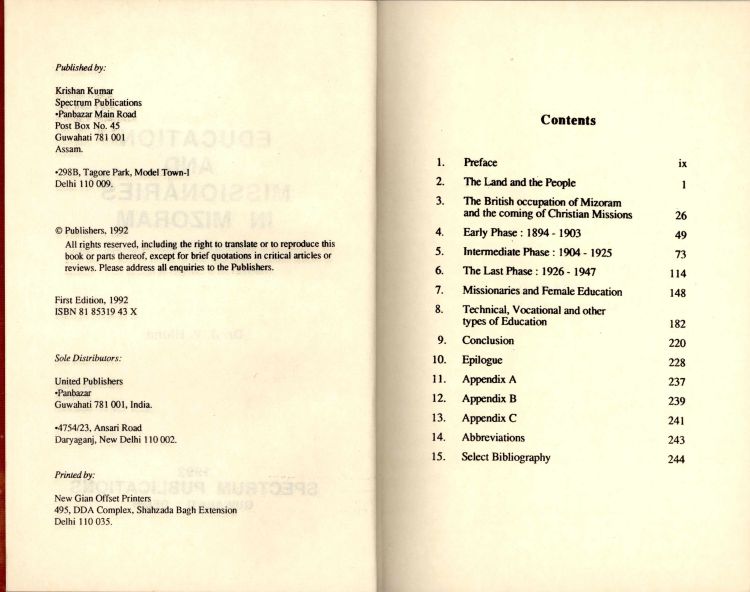 Published by:
Krishan Kumar
Spectrum Publications
•Panbazar Main Road
Post Box No. 45
Guwahati 781 001
Assam.
•298B, Tagore Park, Model Town-I
Delhi 110 009.
© Publishers, 1992
All rights reserved, including the right to translate or to reproduce this
book or parts thereof, except for brief quotations in critical articles or
reviews. Please address all enquiries to the Publishers.
First Edition, 1992
ISBN 81 85319 43 X
Sole Distributors:
United Publishers
•Panbazar
Guwahati 781 001, India.
•4754/23, Ansari Road
Daryaganj, New Delhi 110 002.
Printed by:
New Gian Offset Printers
495, DDA Complex, Shahzada Bagh Extension
Delhi 110 035.
Contents
1. Preface ix
2. The Land and the People 1
3. The British occupation of Mizoram
and the coming of Christian Missions 26
4. Early Phase : 1894 - 1903 49
5. Intermediate Phase : 1904 - 1925 73
6. The Last Phase : 1926 - 1947 114
7. Missionaries and Female Education 148
8. Technical, Vocational and other
types of Education 182
9. Conclusion 220
10. Epilogue 228
11. Appendix A 237
12. Appendix B 239
13. Appendix C 241
14. Abbreviations 243
15. Select Bibliography 244